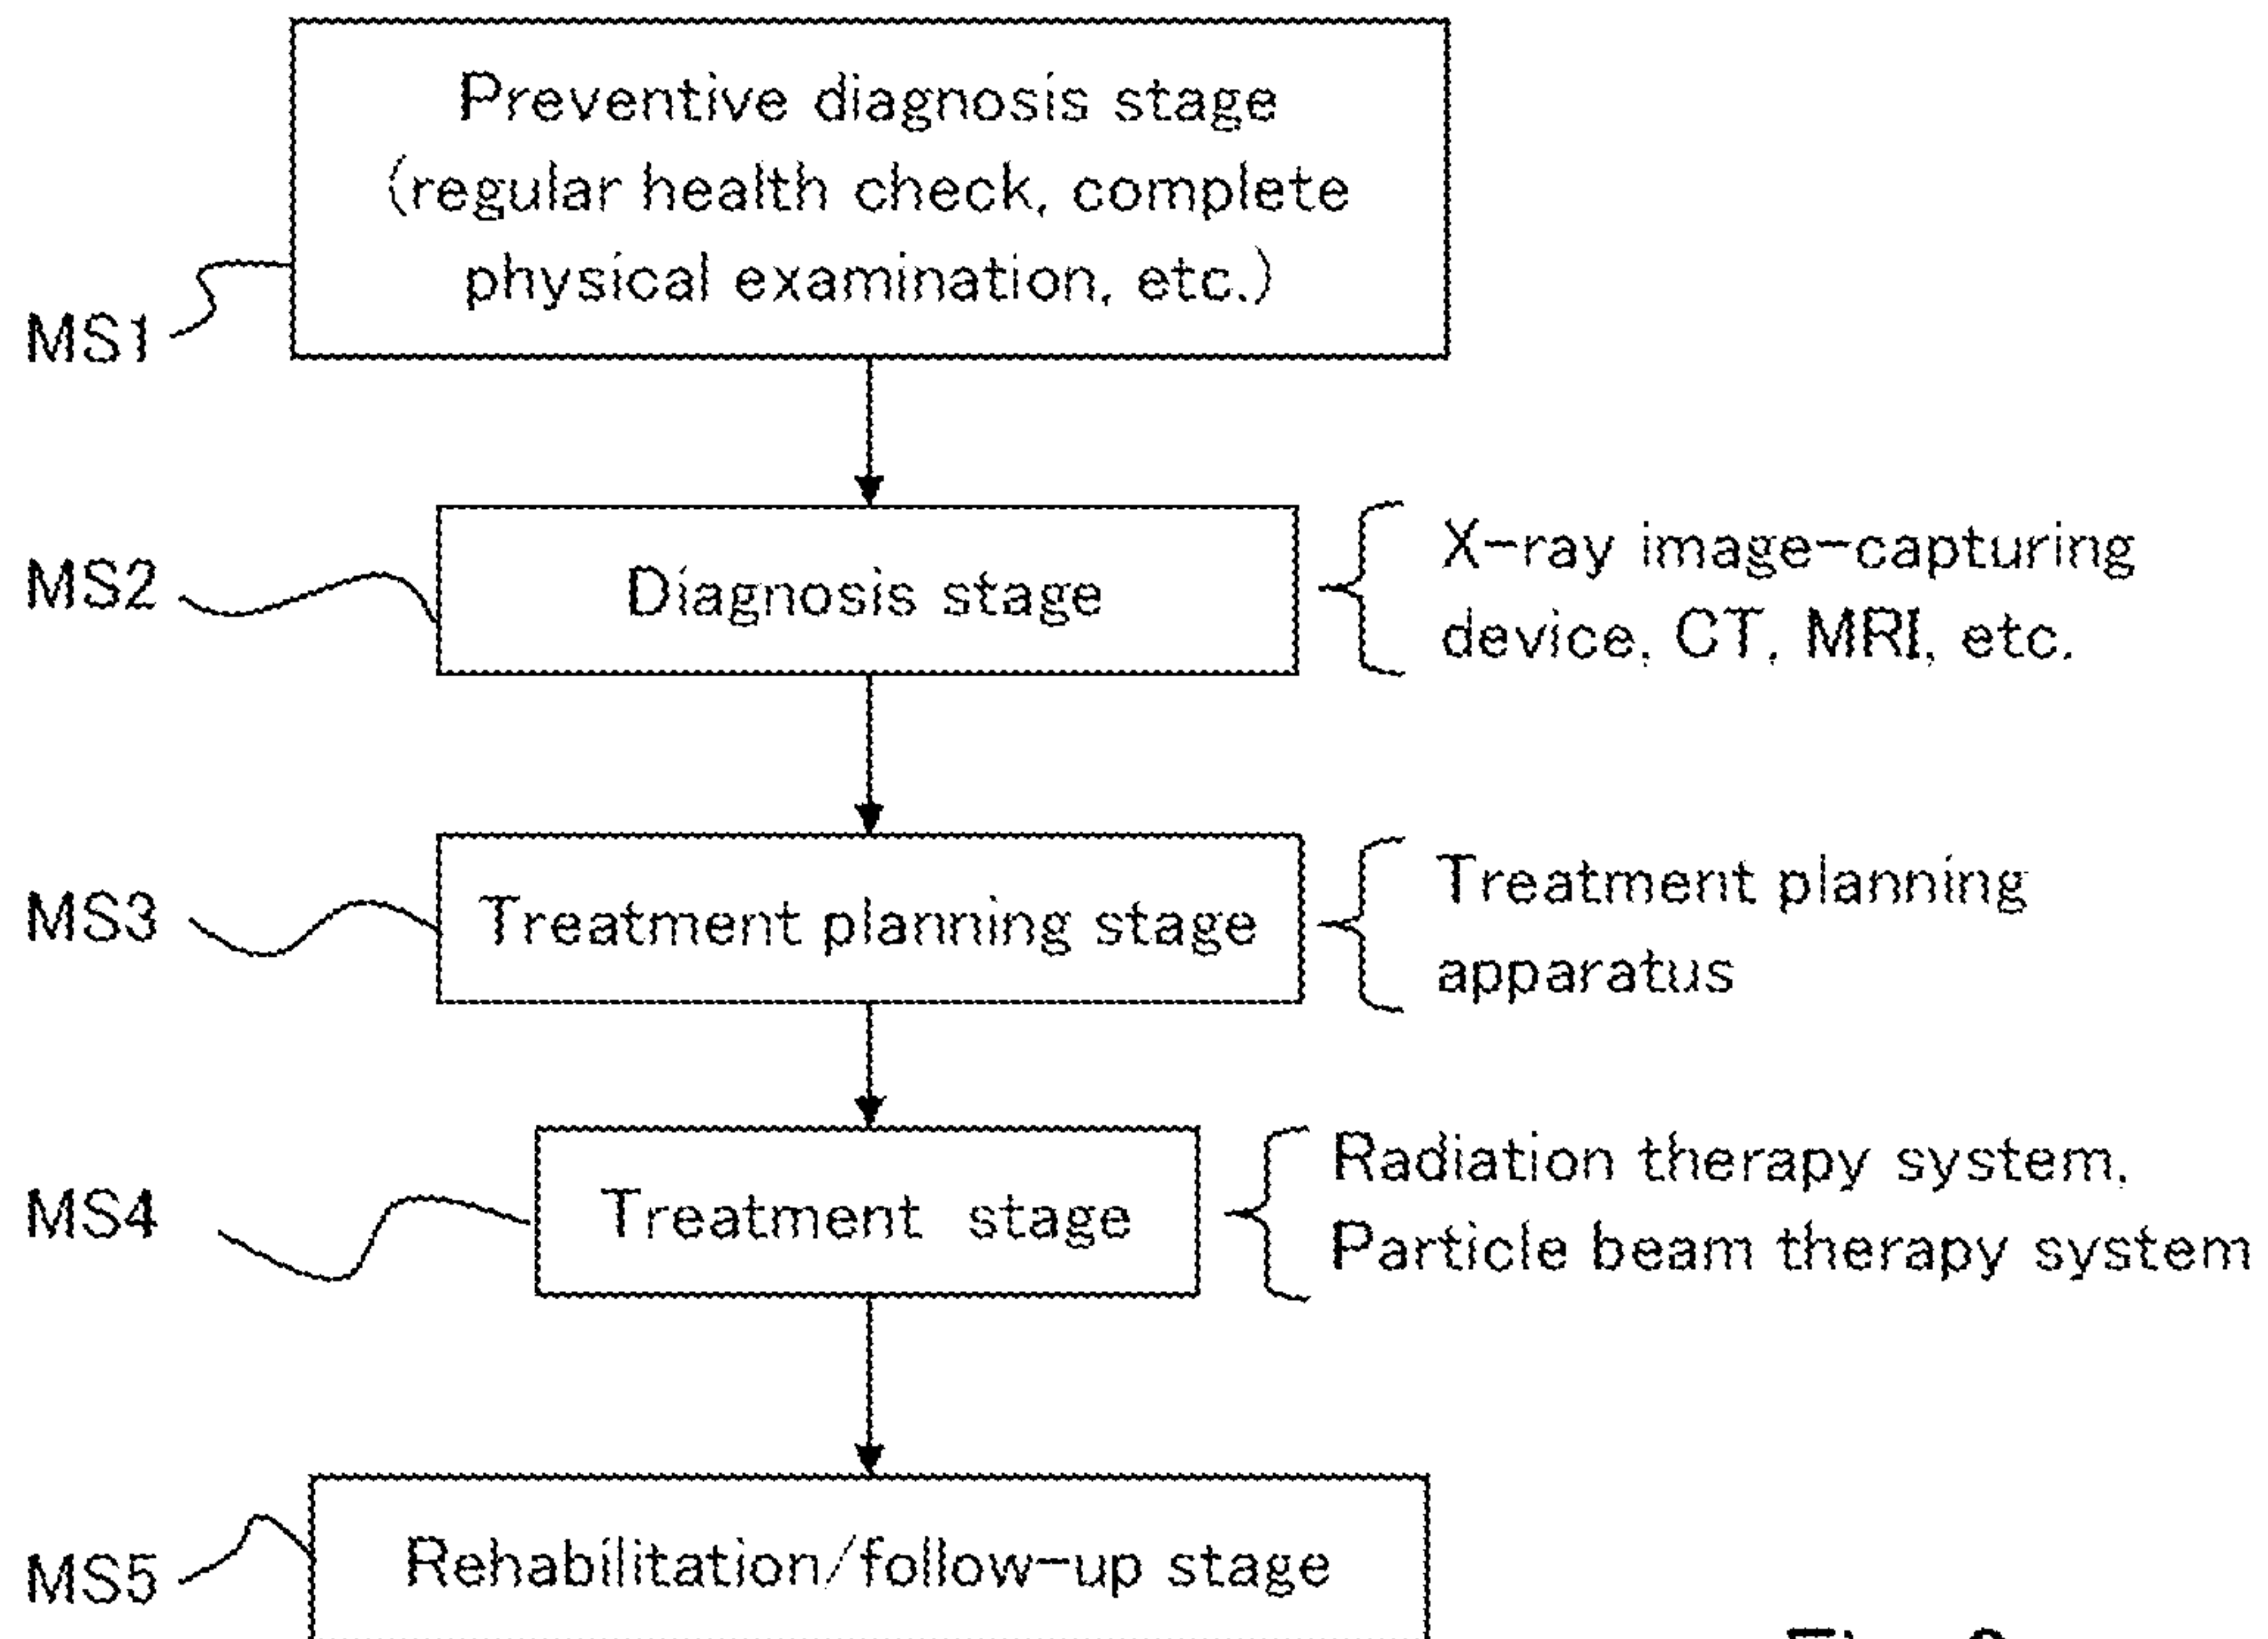 Preventive diagnosis stage
(regular health check, complete
physical examination, etc.)
MS1
MS2
Diagnosis stage
X-ray image-capturing
device, CT, MRI, etc.
MS3
Treatment planning stage
Treatment planning
apparatus
MS4
Treatment stage
Radiation therapy system,
Particle beam therapy system
MS5
Rehabilitation/follow-up stage